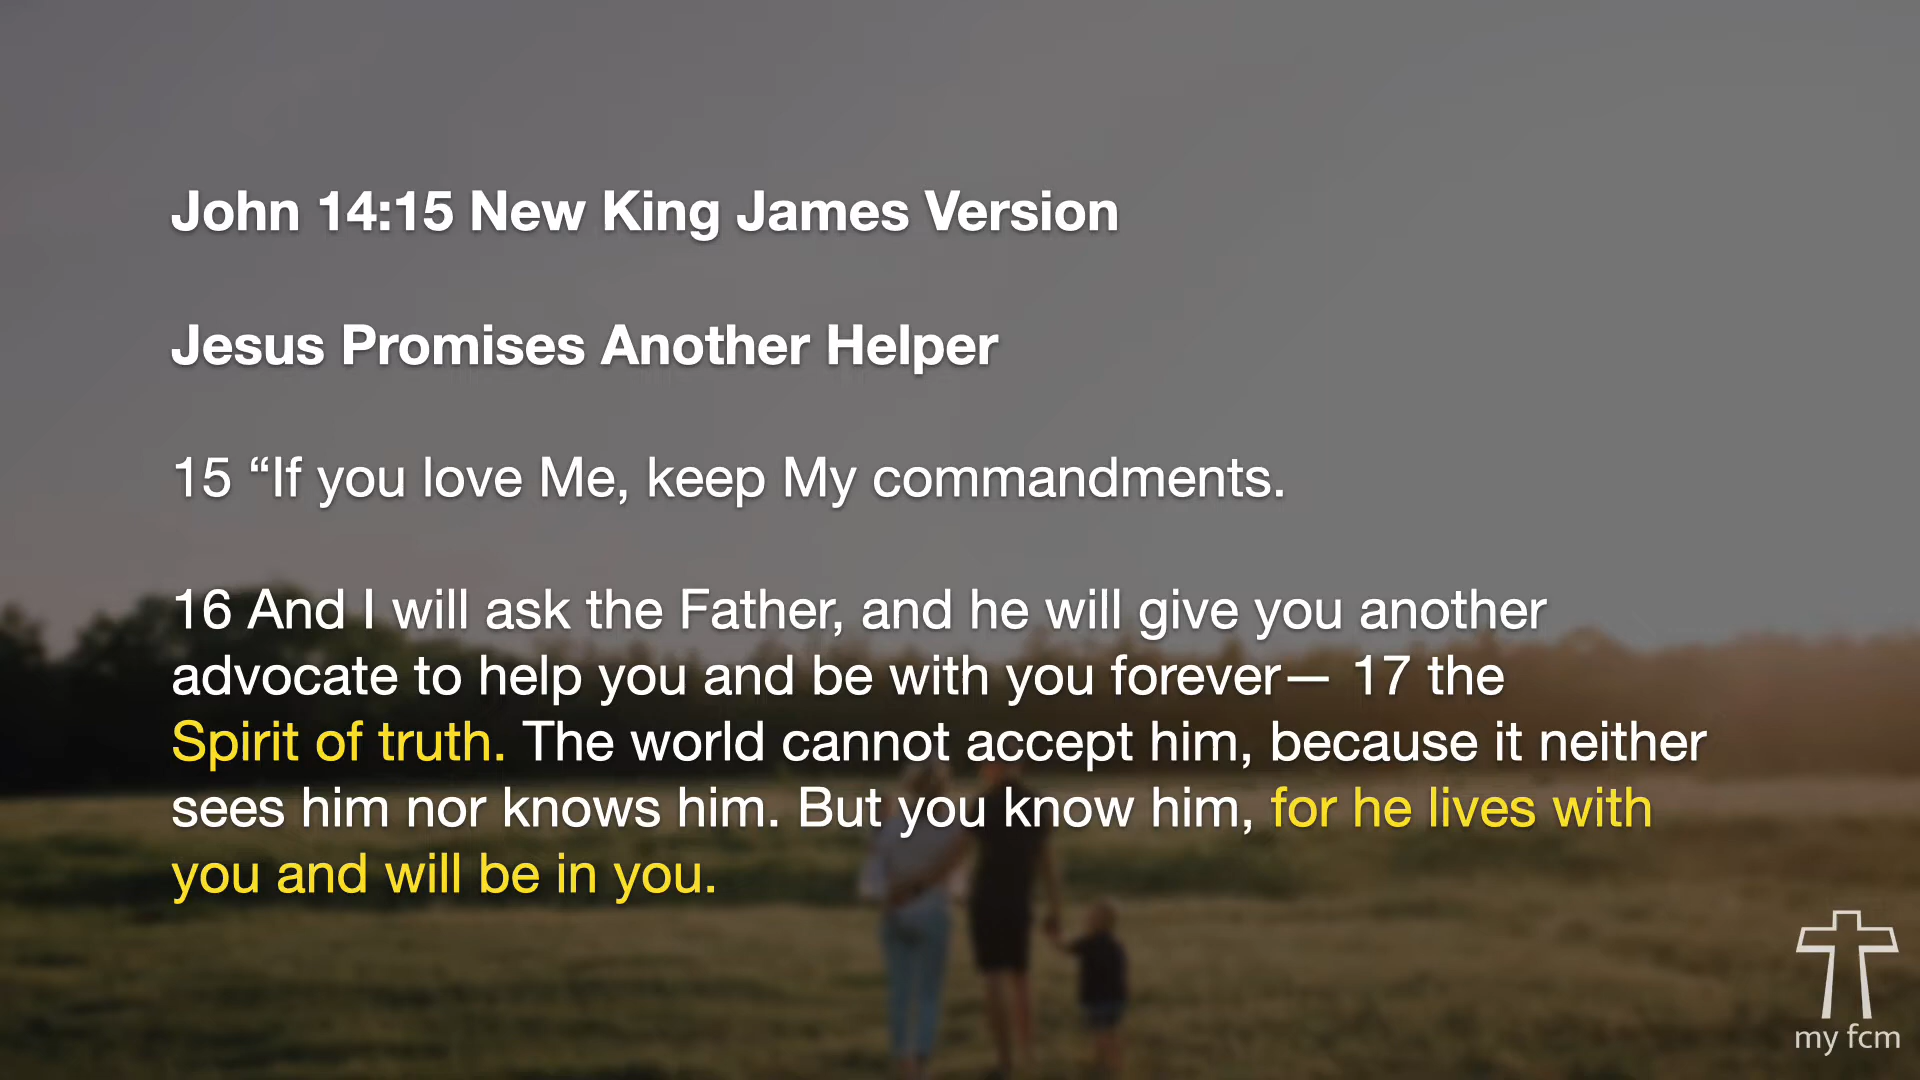 John 14:15 New King James Version
Jesus Promises Another Helper
15 “If you love Me, keep My commandments.
16 And I will ask the Father, and he will give you another
advocate to help you and be with you forever— 17 the
Spirit of truth. The world cannot accept him, because it neither
sees him nor knows him. But you know him, for he lives with
you and will be in you.
my fcm